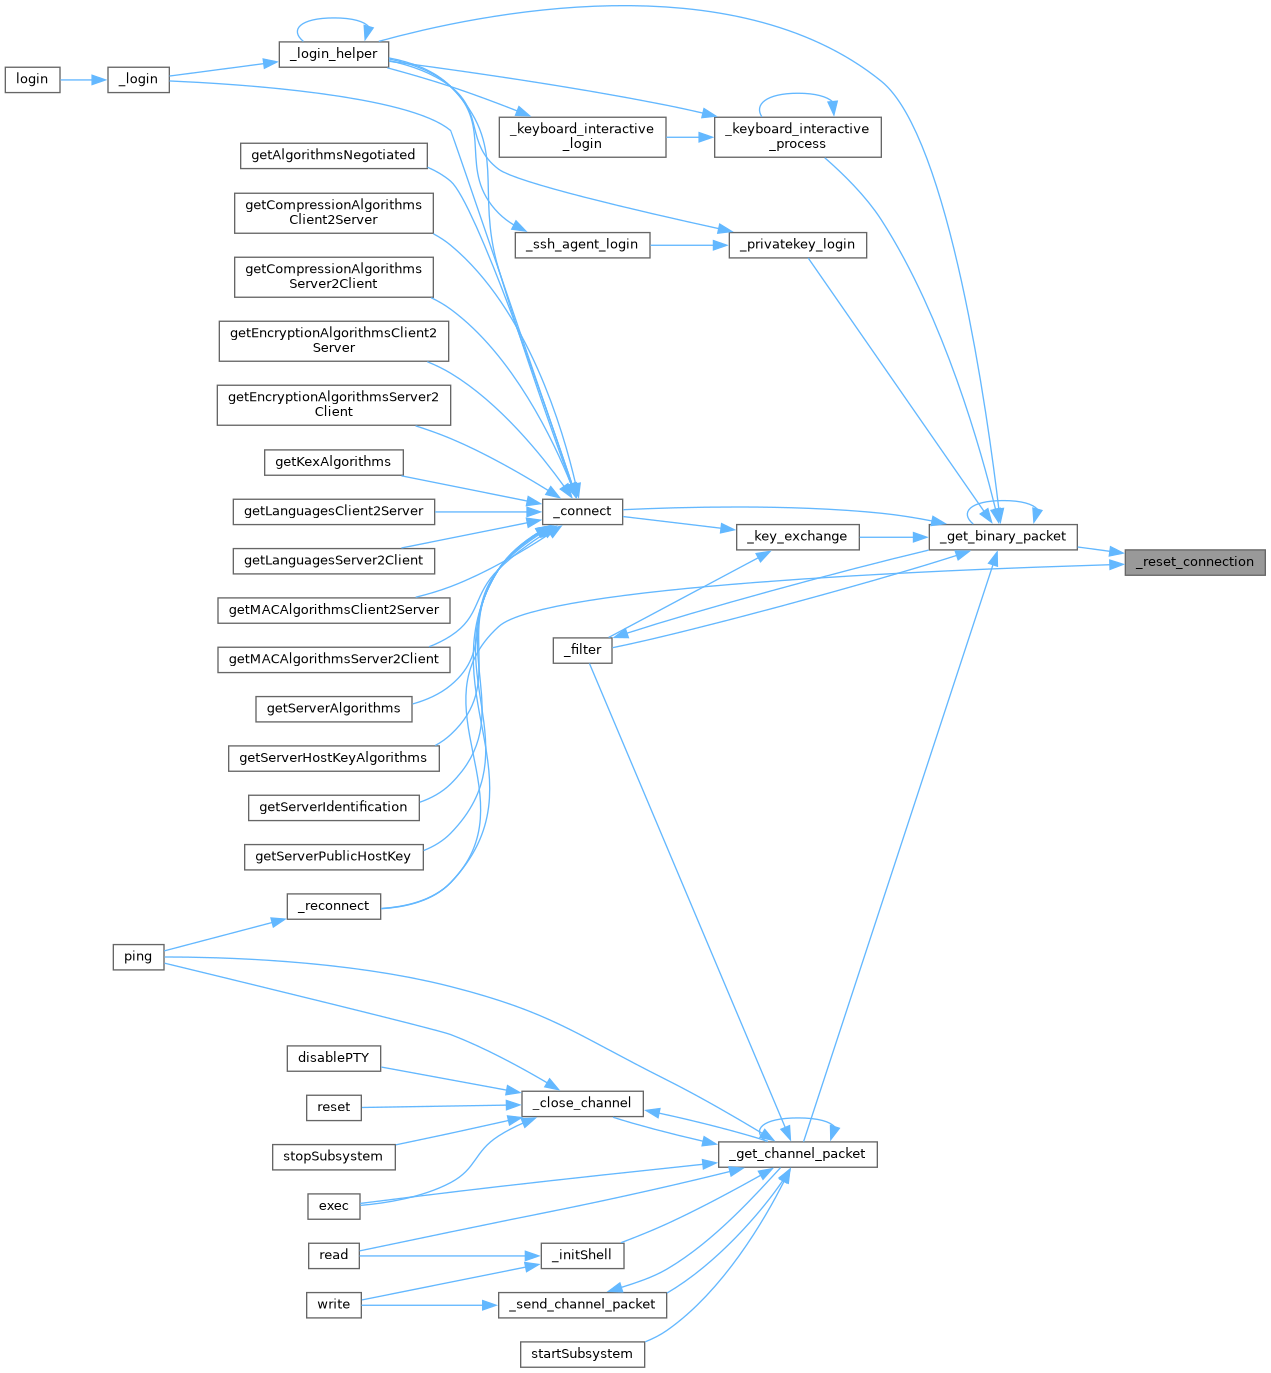 _login_helper
login
_login
_keyboard_interactive
_login
_keyboard_interactive
_process
getAlgorithmsNegotiated
getCompressionAlgorithms
Client2Server
_ssh_agent_login
_privatekey_login
getCompressionAlgorithms
Server2Client
getEncryptionAlgorithmsClient2
Server
getEncryptionAlgorithmsServer2
Client
getKexAlgorithms
getLanguagesClient2Server
_connect
_key_exchange
_get_binary_packet
getLanguagesServer2Client
_reset_connection
getMACAlgorithmsClient2Server
_filter
getMACAlgorithmsServer2Client
getServerAlgorithms
getServerHostKeyAlgorithms
getServerIdentification
getServerPublicHostKey
_reconnect
ping
disablePTY
reset
_close_channel
stopSubsystem
_get_channel_packet
exec
read
_initShell
write
_send_channel_packet
startSubsystem